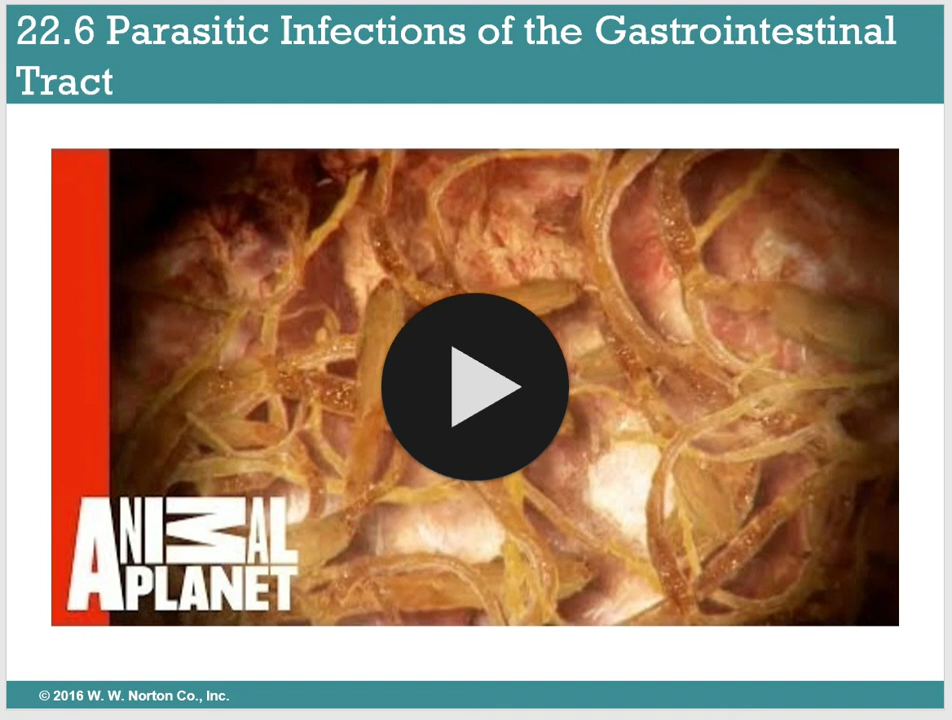 22.6 Parasitic Infections of the Gastrointestinal
Tract
ANIMAL
PLANET
© 2016 W. W. Norton Co., Inc.